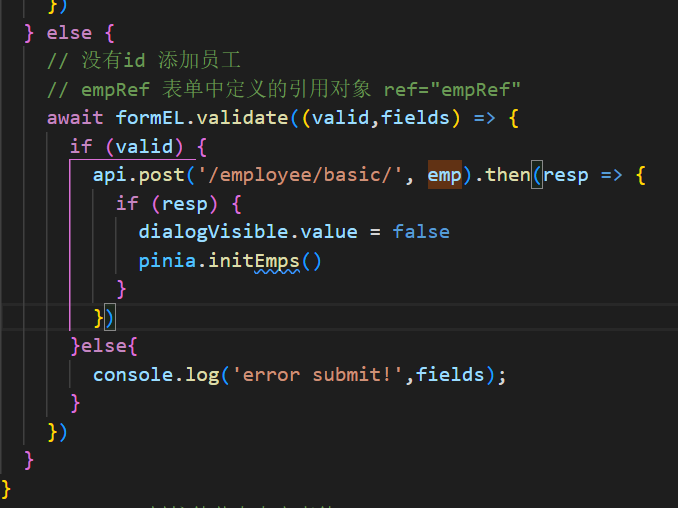 })
} else {
// 没有id 添加员工
// empRef 表单中定义的引用对象 ref="empRef"
await formEL.validate((valid,fields) => {
if (valid) {
api.post('/employee/basic/', emp).then(resp => {
if (resp) {
dialogVisible.value = false
pinia.initEmps()
}
})
}else{
console.log('error submit!',fields);
}
})
}
}